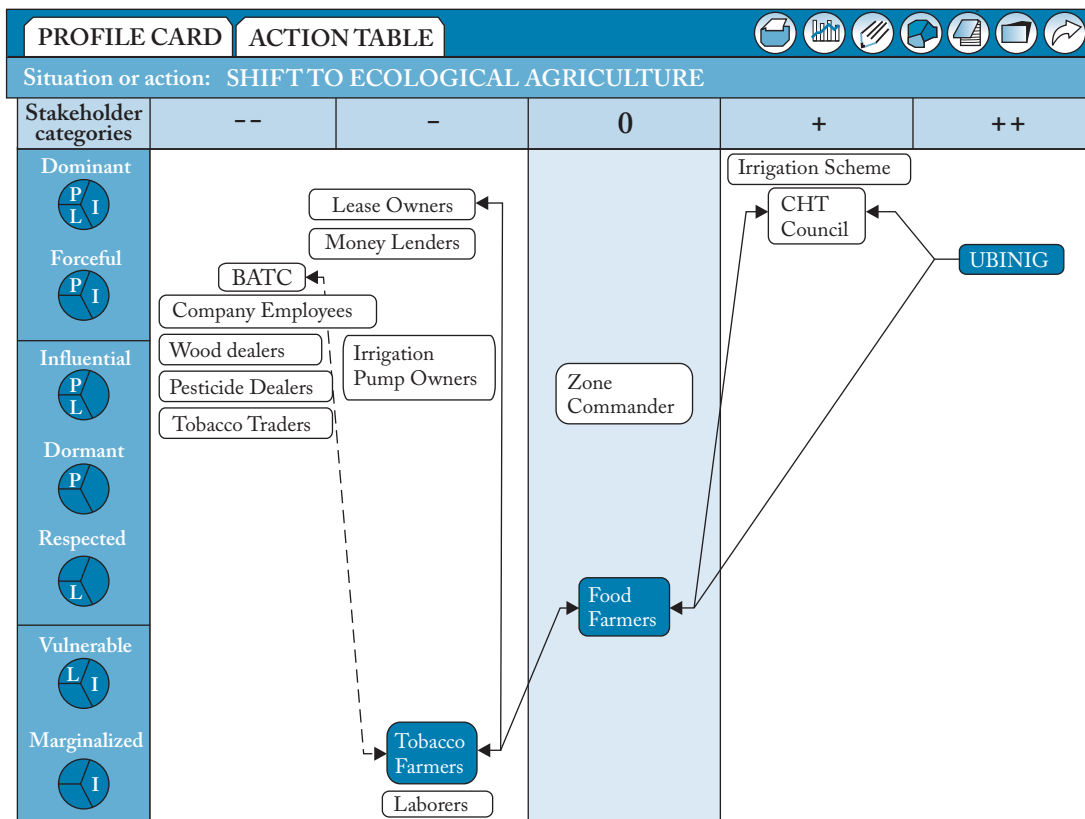 PROFILE CARD
ACTION TABLE
Situation or action: SHIFT TO ECOLOGICAL AGRICULTURE
Stakeholder
categories
--
-
0
+
++
Dominant
P
I
L
Forceful
P
I
Influential
P
L
Dormant
P
Respected
L
Vulnerable
L
I
Marginalized
I
BATC
Company Employees
Wood dealers
Pesticide Dealers
Tobacco Traders
Lease Owners
Money Lenders
Irrigation
Pump Owners
Tobacco
Farmers
Laborers
Zone
Commander
Food
Farmers
Irrigation Scheme
CHT
Council
UBINIG